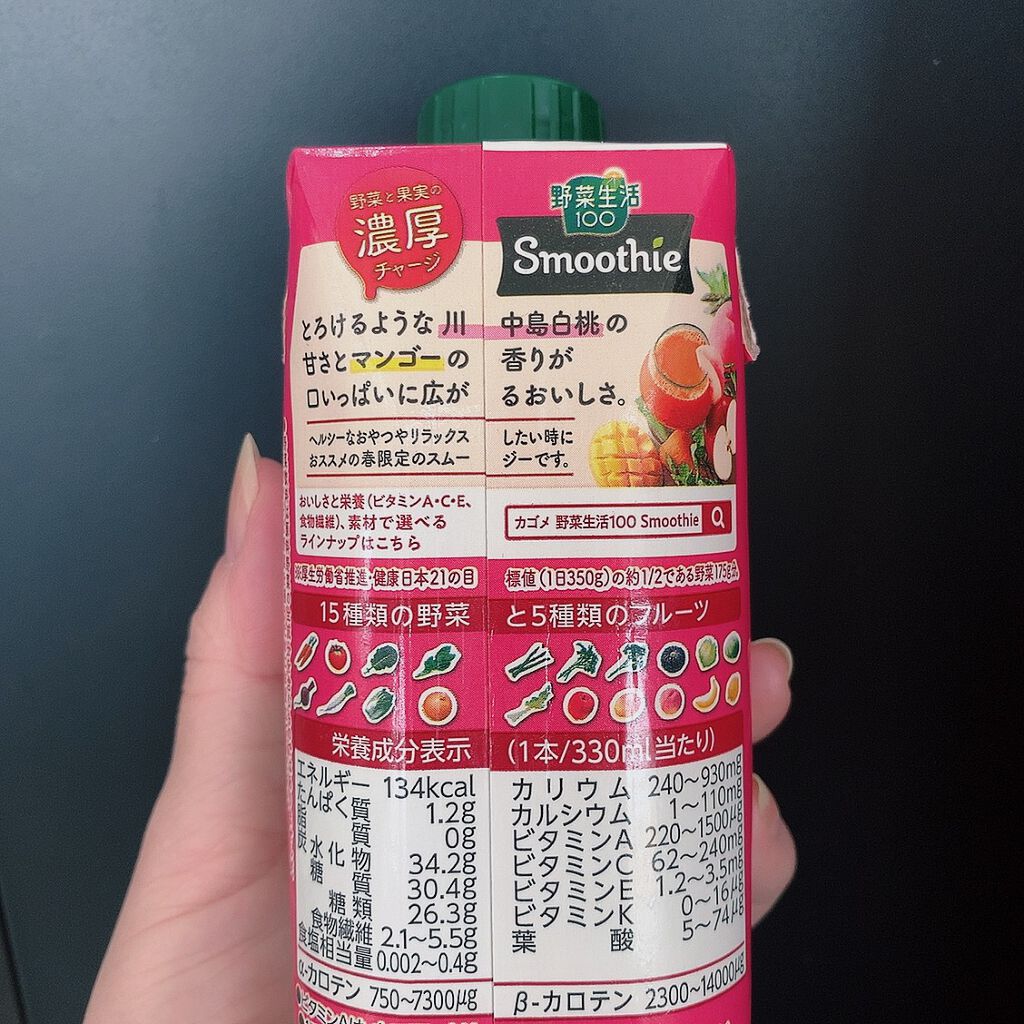 野菜と果実の
濃厚
チャージ
野菜生活
100
Smoothie
とろけるような川中島白桃の
甘さとマンゴーの香りが
口いっぱいに広がるおいしさ。
ヘルシーなおやつやリラックスしたい時に
おススメの春限定のスムージーです。
おいしさと栄養(ビタミンA・C・E、
食物繊維)、素材で選べる
ラインナップはこちら
カゴメ 野菜生活100 Smoothie
厚生労働省推進・健康日本21の目標値(1日350g)の約1/2である野菜175g分
15種類の野菜と5種類のフルーツ
栄養成分表示(1本/330ml当たり)
エネルギー 134kcal
たんぱく質 1.2g
脂質 0g
炭水化物 34.2g
糖質 30.4g
糖類 26.3g
食物繊維 2.1~5.5g
食塩相当量 0.002~0.4g
カリウム 240~930mg
カルシウム 1~110mg
ビタミンA 220~1500μg
ビタミンC 62~240mg
ビタミンE 1.2~3.5mg
ビタミンK 0~16μg
葉酸 5~74μg
α-カロテン 750~7300μg
β-カロテン 2300~14000μg